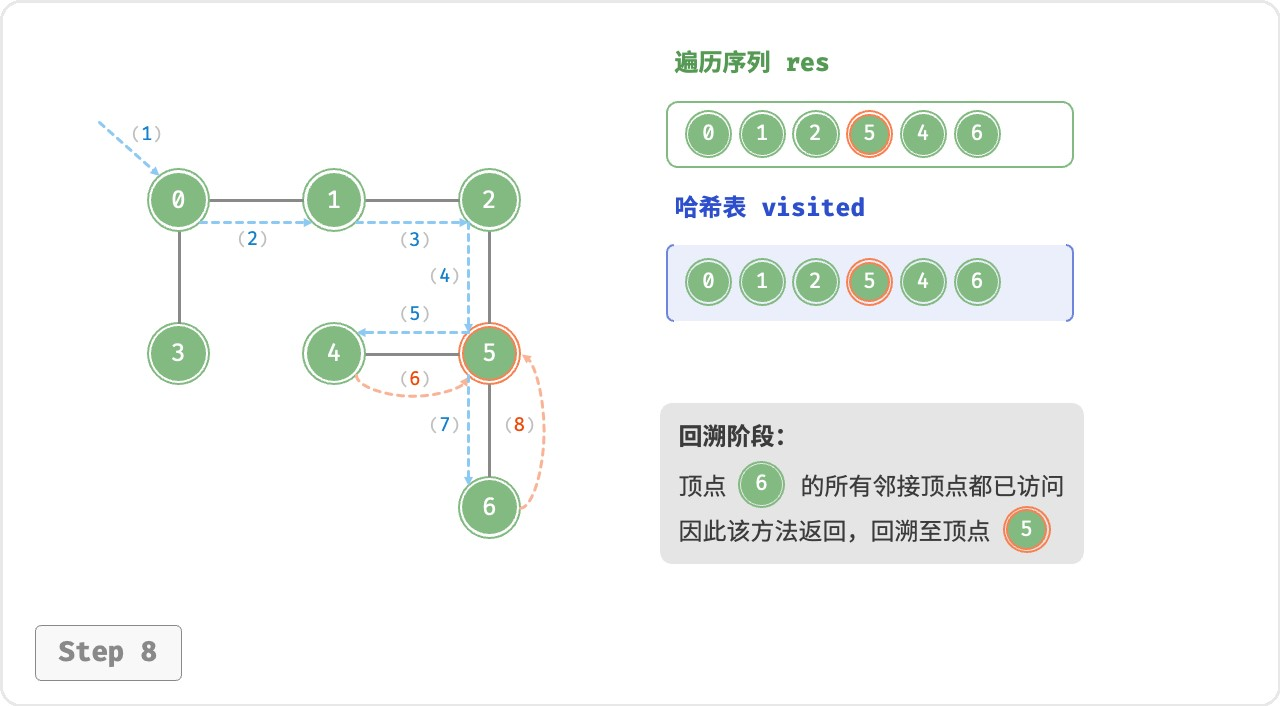 遍历序列 res
0 1 2 5 4 6
哈希表 visited
0 1 2 5 4 6
(1)
0 1 2
(2) (3)
(4)
(5)
3 4 5
(6)
(7) (8)
6
回溯阶段：
顶点 6 的所有邻接顶点都已访问
因此该方法返回，回溯至顶点 5
Step 8